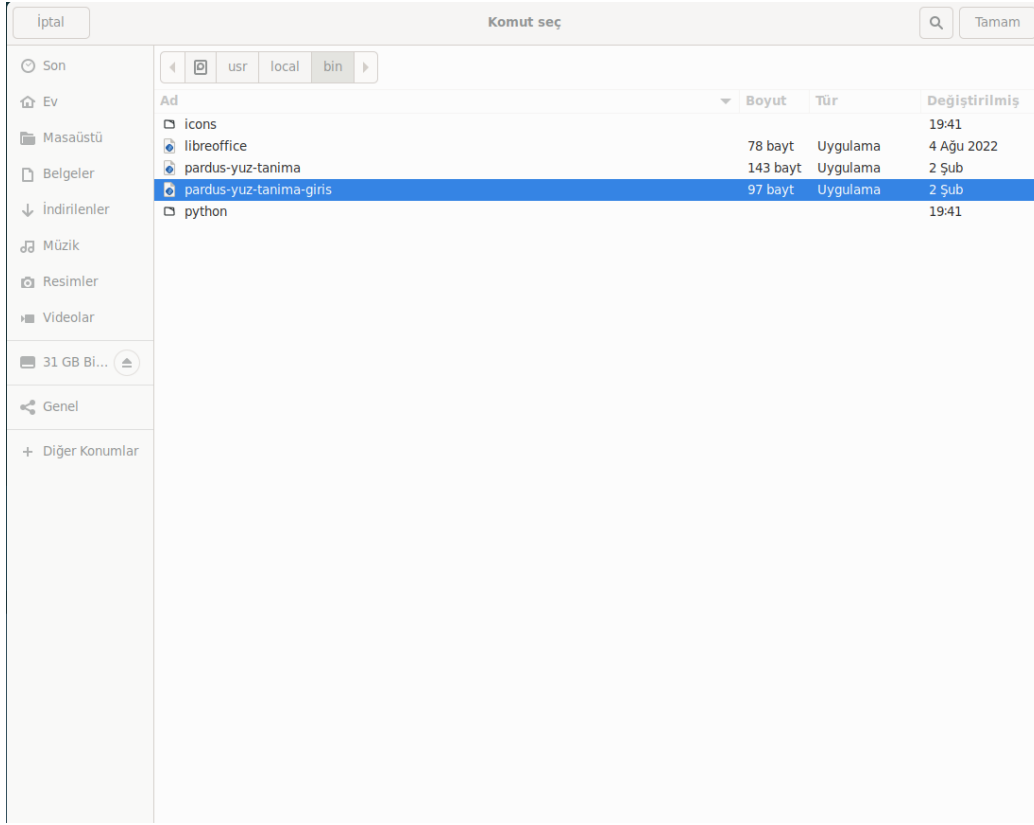 İptal
Komut seç
Tamam
Son
Ev
Masaüstü
Belgeler
İndirilenler
Müzik
Resimler
Videolar
31 GB Bi...
Genel
+ Diğer Konumlar
usr local bin
Ad Boyut Tür Değiştirilmiş
icons 19:41
libreoffice 78 bayt Uygulama 4 Ağu 2022
pardus-yuz-tanima 143 bayt Uygulama 2 Şub
pardus-yuz-tanima-giris 97 bayt Uygulama 2 Şub
python 19:41